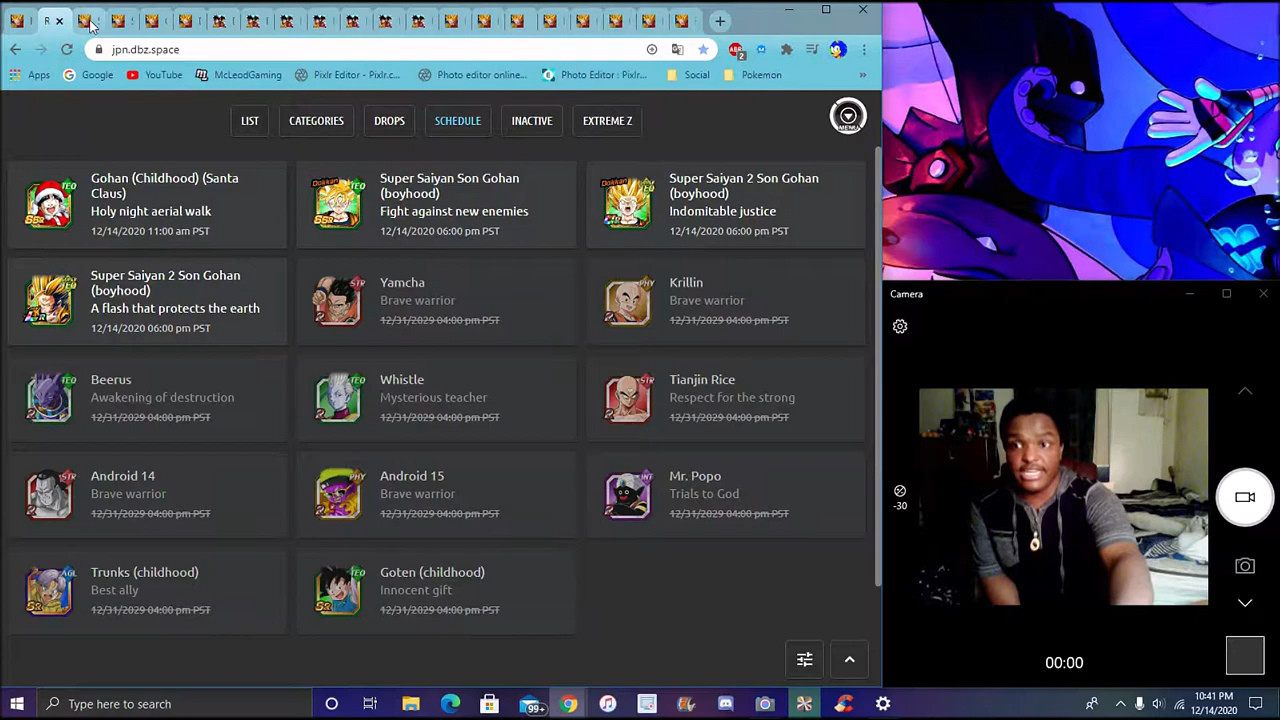 R
jpn.dbz.space
ABP
2
Apps
Google
YouTube
McLeodGaming
Pixlr Editor - Pixlr.c...
Photo editor online...
Photo Editor : Pixlr...
Social
Pokemon
»
LIST
CATEGORIES
DROPS
SCHEDULE
INACTIVE
EXTREME Z
MENU
Gohan (Childhood) (Santa
Claus)
Holy night aerial walk
12/14/2020 11:00 am PST
Super Saiyan Son Gohan
(boyhood)
Fight against new enemies
12/14/2020 06:00 pm PST
Super Saiyan 2 Son Gohan
(boyhood)
Indomitable justice
12/14/2020 06:00 pm PST
Super Saiyan 2 Son Gohan
(boyhood)
A flash that protects the earth
12/14/2020 06:00 pm PST
Yamcha
Brave warrior
12/31/2029 04:00 pm PST
Krillin
Brave warrior
12/31/2029 04:00 pm PST
Beerus
Awakening of destruction
12/31/2029 04:00 pm PST
Whistle
Mysterious teacher
12/31/2029 04:00 pm PST
Tianjin Rice
Respect for the strong
12/31/2029 04:00 pm PST
Android 14
Brave warrior
12/31/2029 04:00 pm PST
Android 15
Brave warrior
12/31/2029 04:00 pm PST
Mr. Popo
Trials to God
12/31/2029 04:00 pm PST
Trunks (childhood)
Best ally
12/31/2029 04:00 pm PST
Goten (childhood)
Innocent gift
12/31/2029 04:00 pm PST
Camera
-30
00:00
Type here to search
99+
10:41 PM
12/14/2020